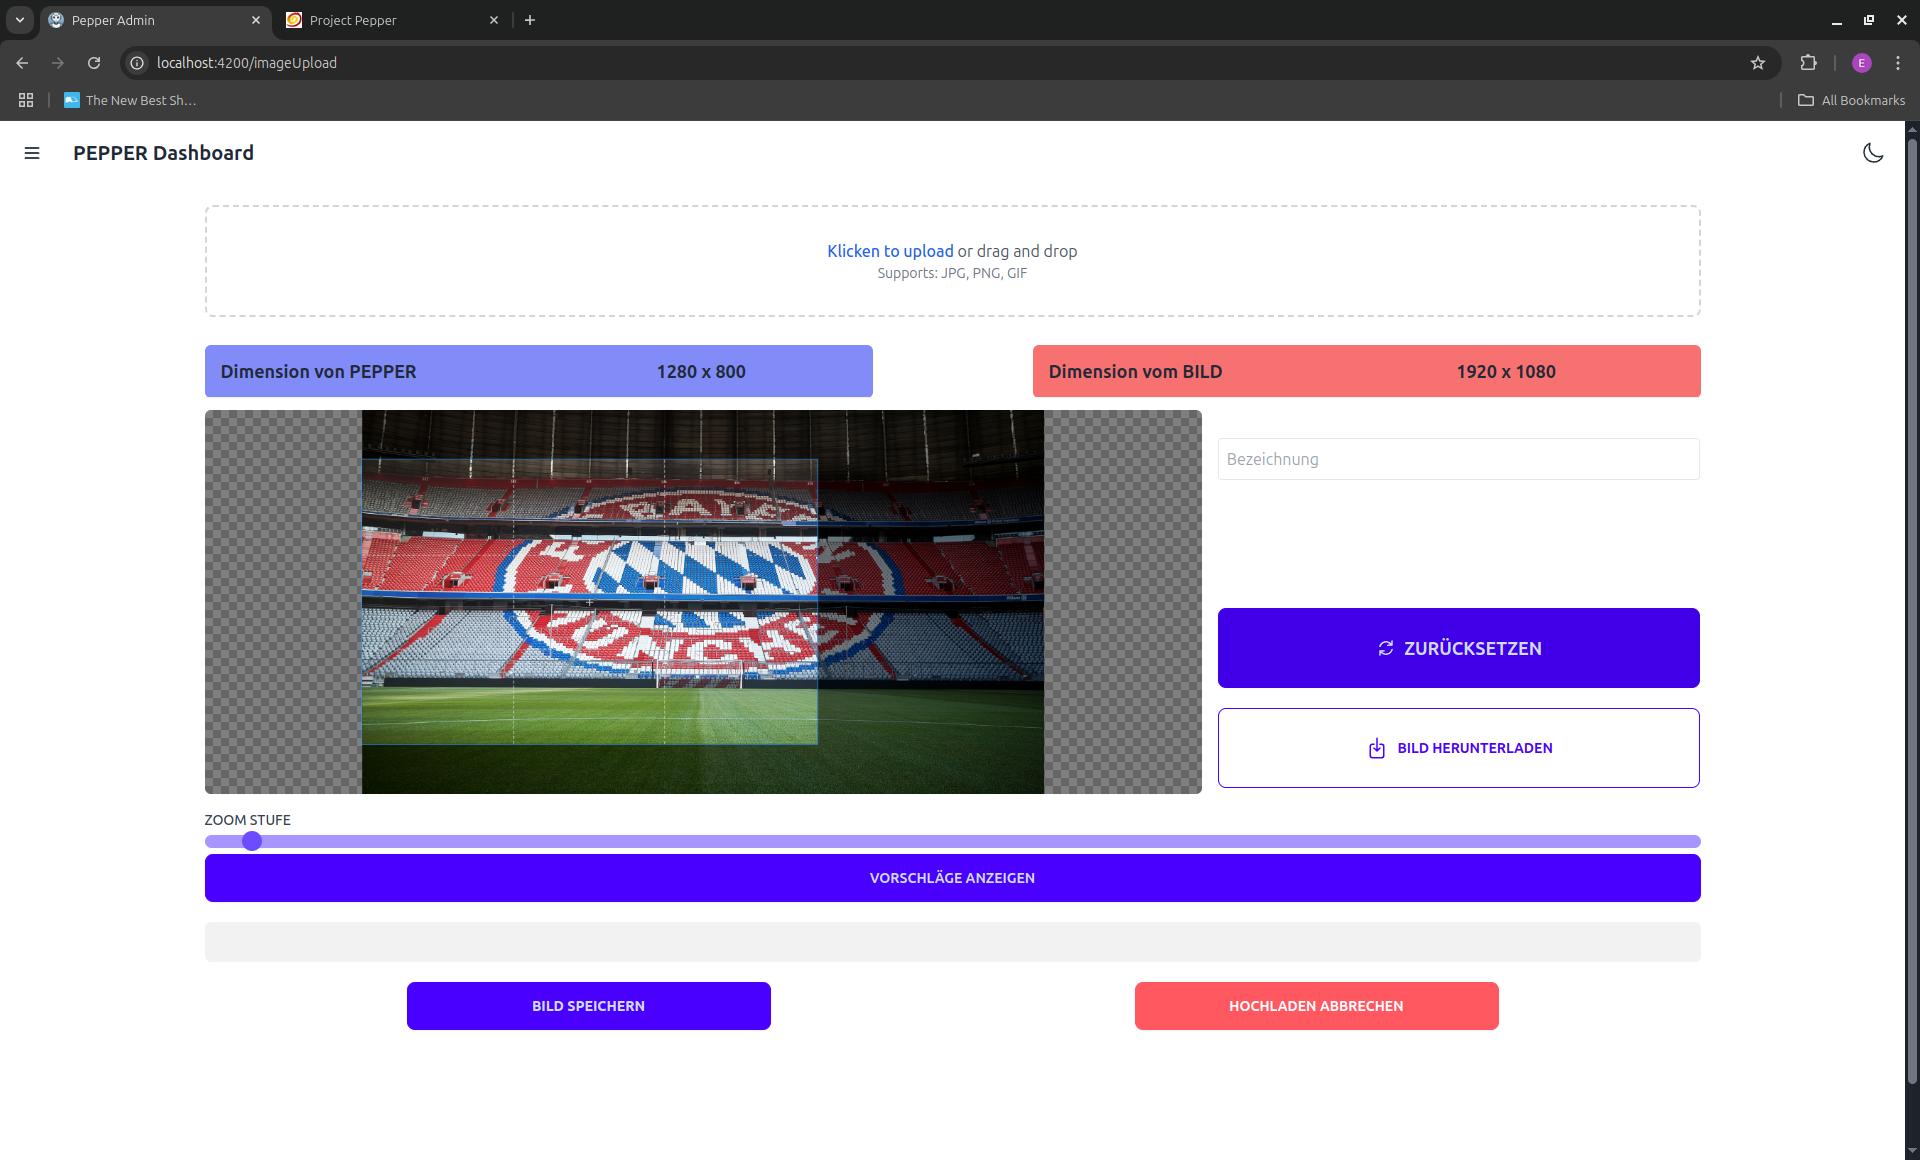 Pepper Admin
Project Pepper
localhost:4200/imageUpload
E
The New Best Sh...
All Bookmarks
PEPPER Dashboard
Klicken to upload or drag and drop
Supports: JPG, PNG, GIF
Dimension von PEPPER 1280 x 800
Dimension vom BILD 1920 x 1080
BAYE
Bezeichnung
ÜNCHE
ZURÜCKSETZEN
BILD HERUNTERLADEN
ZOOM STUFE
VORSCHLÄGE ANZEIGEN
BILD SPEICHERN
HOCHLADEN ABBRECHEN